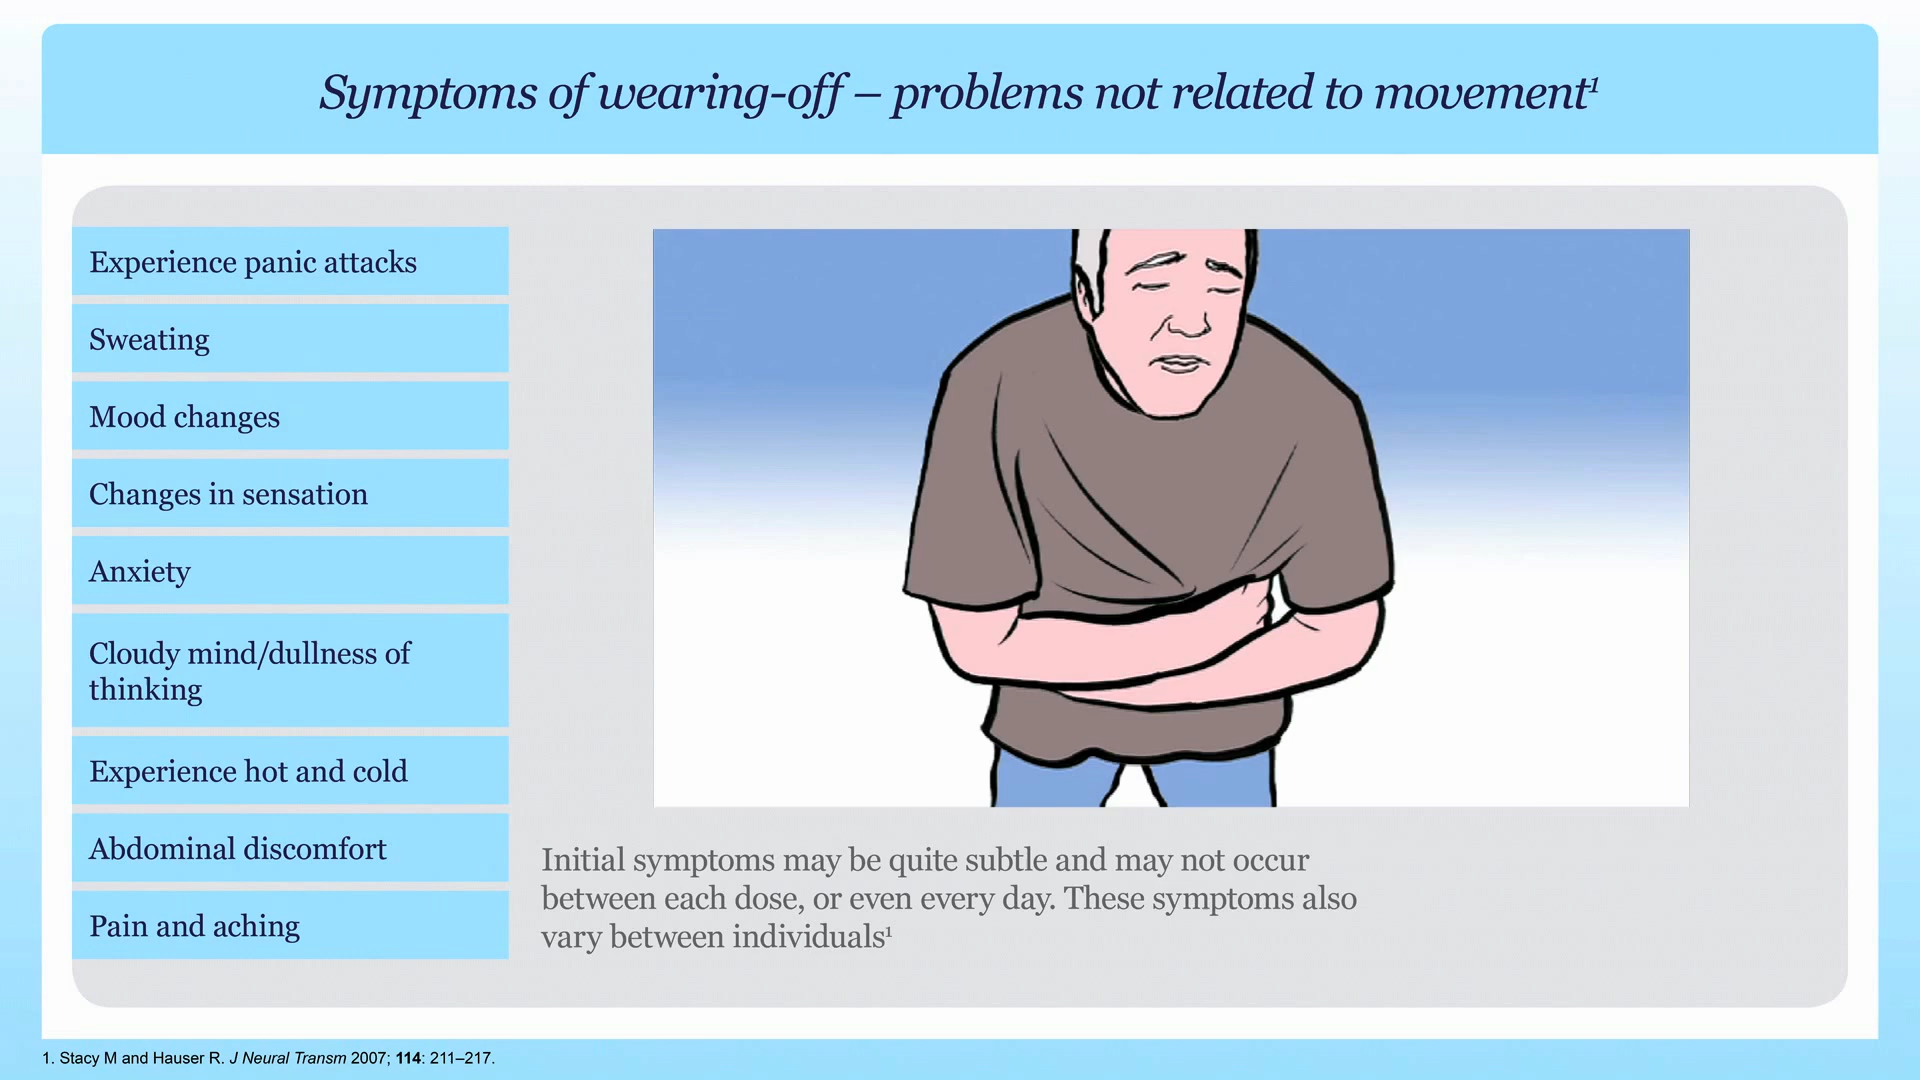 Symptoms of wearing-off – problems not related to movement¹
Experience panic attacks
Sweating
Mood changes
Changes in sensation
Anxiety
Cloudy mind/dullness of
thinking
Experience hot and cold
Abdominal discomfort
Pain and aching
Initial symptoms may be quite subtle and may not occur
between each dose, or even every day. These symptoms also
vary between individuals¹
1. Stacy M and Hauser R. J Neural Transm 2007; 114: 211–217.